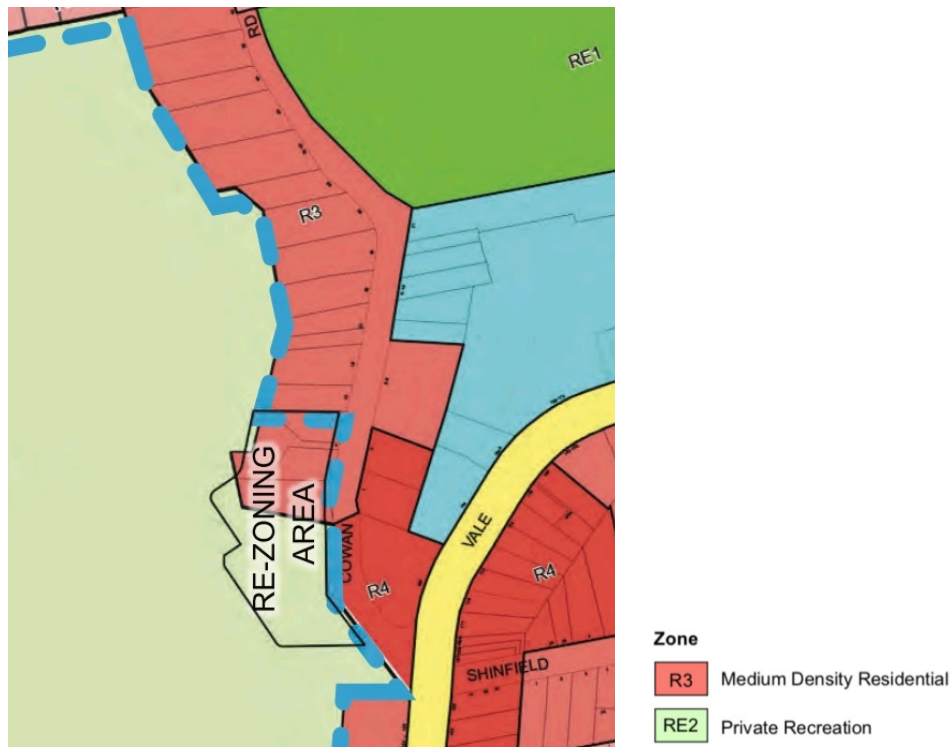 RD
RE1
R3
RE-ZONING
AREA
COWAN
VALE
R4
R4
SHINFIELD
Zone
R3 Medium Density Residential
RE2 Private Recreation